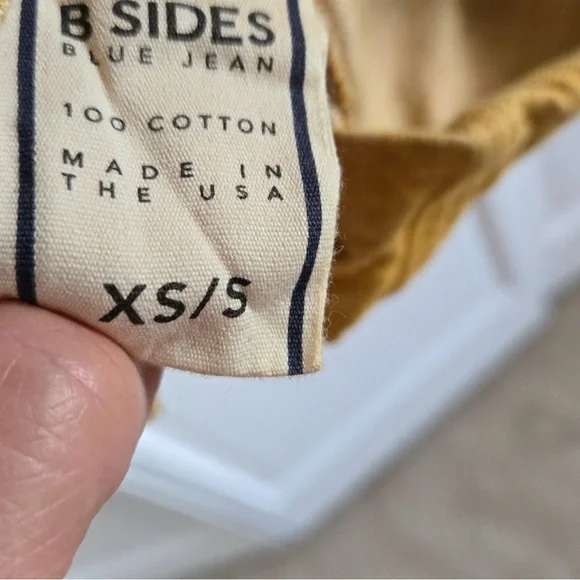 B SIDES
BLUE JEAN
100 COTTON
MADE IN
THE USA
XS/S